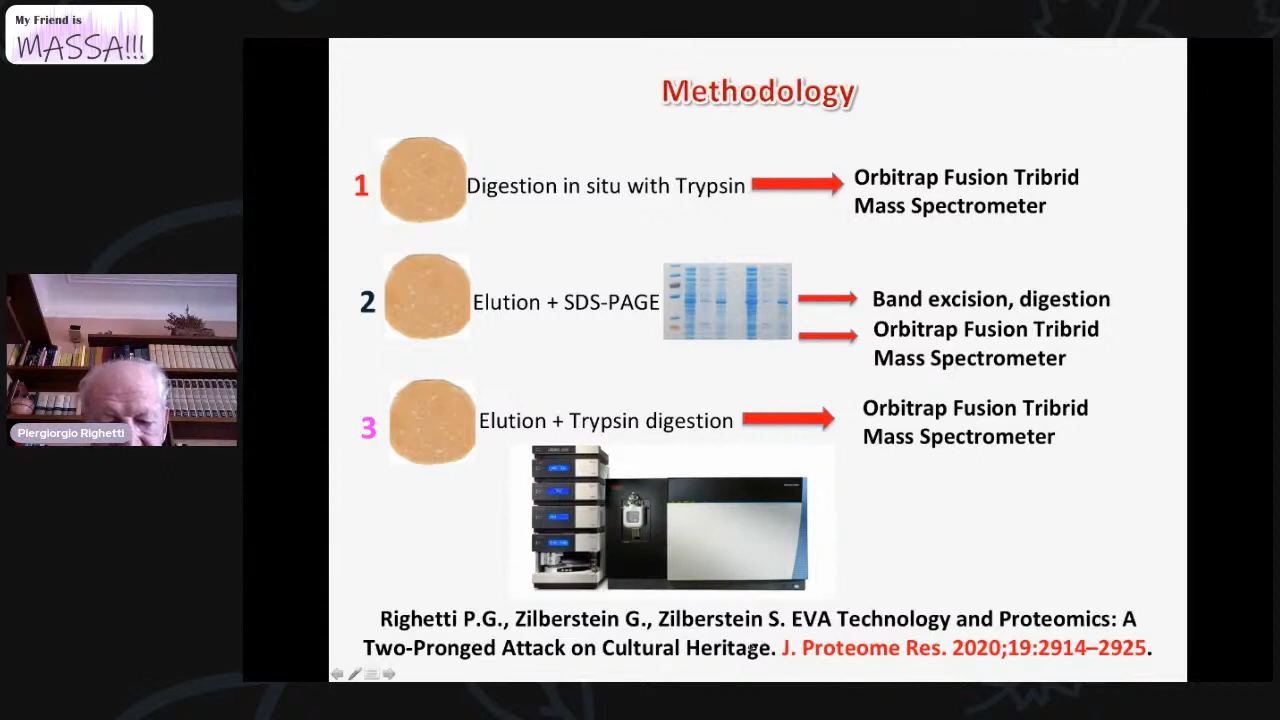 My Friend is
MASSA!!!
Methodology
1 Digestion in situ with Trypsin
Orbitrap Fusion Tribrid
Mass Spectrometer
2 Elution + SDS-PAGE
Band excision, digestion
Orbitrap Fusion Tribrid
Mass Spectrometer
3 Elution + Trypsin digestion
Orbitrap Fusion Tribrid
Mass Spectrometer
Piergiorgio Righetti
Righetti P.G., Zilberstein G., Zilberstein S. EVA Technology and Proteomics: A
Two-Pronged Attack on Cultural Heritage. J. Proteome Res. 2020;19:2914–2925.